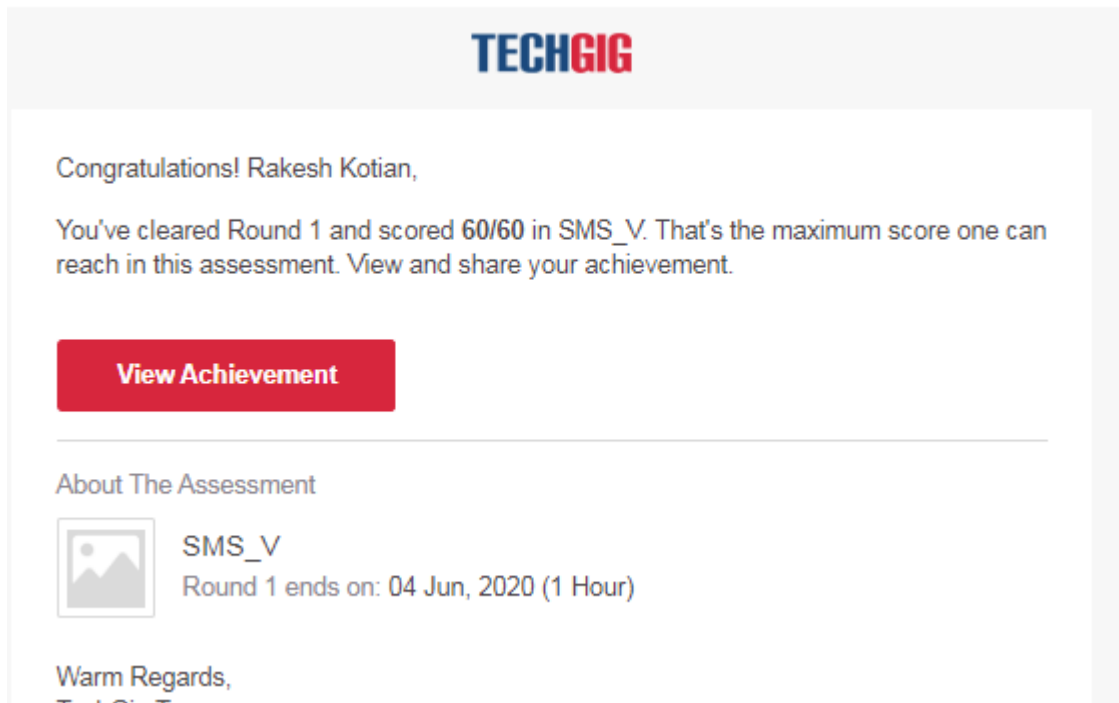 TECHGIG
Congratulations! Rakesh Kotian,
You've cleared Round 1 and scored 60/60 in SMS_V. That's the maximum score one can
reach in this assessment. View and share your achievement.
View Achievement
About The Assessment
SMS_V
Round 1 ends on: 04 Jun, 2020 (1 Hour)
Warm Regards,